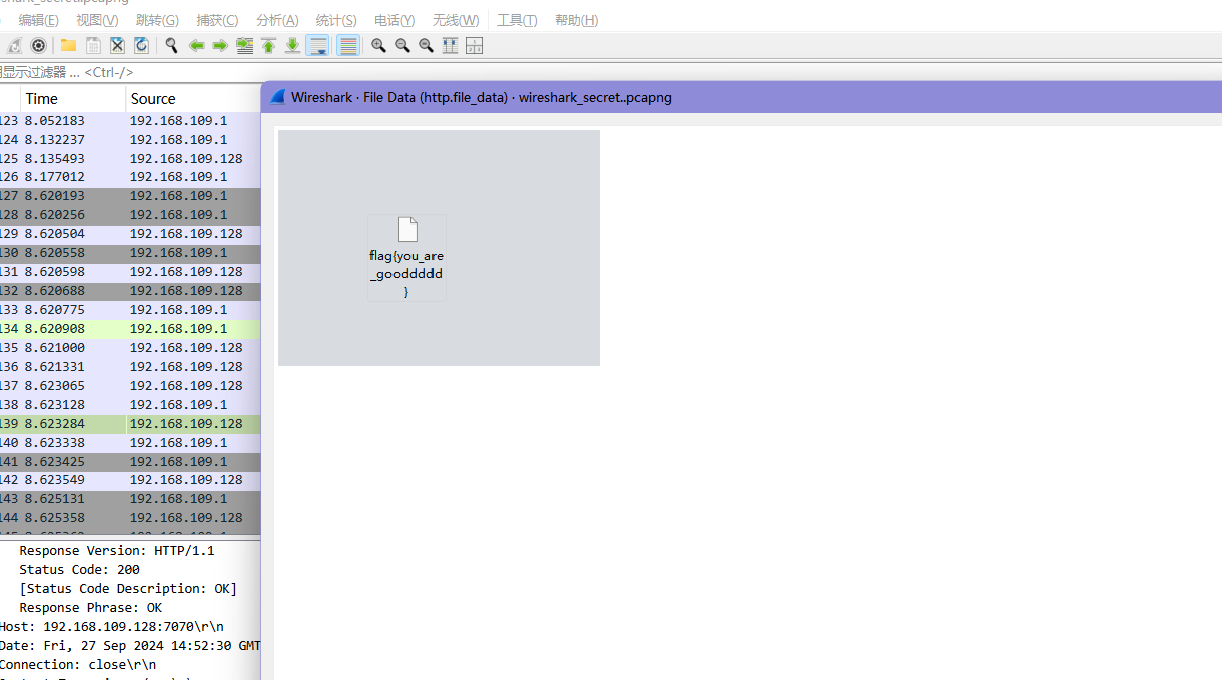 shark_secret..pcapng
编辑(E) 视图(V) 跳转(G) 捕获(C) 分析(A) 统计(S) 电话(Y) 无线(W) 工具(T) 帮助(H)
显示过滤器 … <Ctrl-/>
Wireshark · File Data (http.file_data) · wireshark_secret..pcapng
Time Source
123 8.052183 192.168.109.1
124 8.132237 192.168.109.1
125 8.135493 192.168.109.128
126 8.177012 192.168.109.1
127 8.620193 192.168.109.1
128 8.620256 192.168.109.1
129 8.620504 192.168.109.128
130 8.620558 192.168.109.1
131 8.620598 192.168.109.128
132 8.620688 192.168.109.128
133 8.620775 192.168.109.1
134 8.620908 192.168.109.1
135 8.621000 192.168.109.128
136 8.621331 192.168.109.128
137 8.623065 192.168.109.128
138 8.623128 192.168.109.1
139 8.623284 192.168.109.128
140 8.623338 192.168.109.1
141 8.623425 192.168.109.1
142 8.623549 192.168.109.128
143 8.625131 192.168.109.1
144 8.625358 192.168.109.128
flag{you_are
_gooddddd
}
Response Version: HTTP/1.1
Status Code: 200
[Status Code Description: OK]
Response Phrase: OK
Host: 192.168.109.128:7070\r\n
Date: Fri, 27 Sep 2024 14:52:30 GMT
Connection: close\r\n